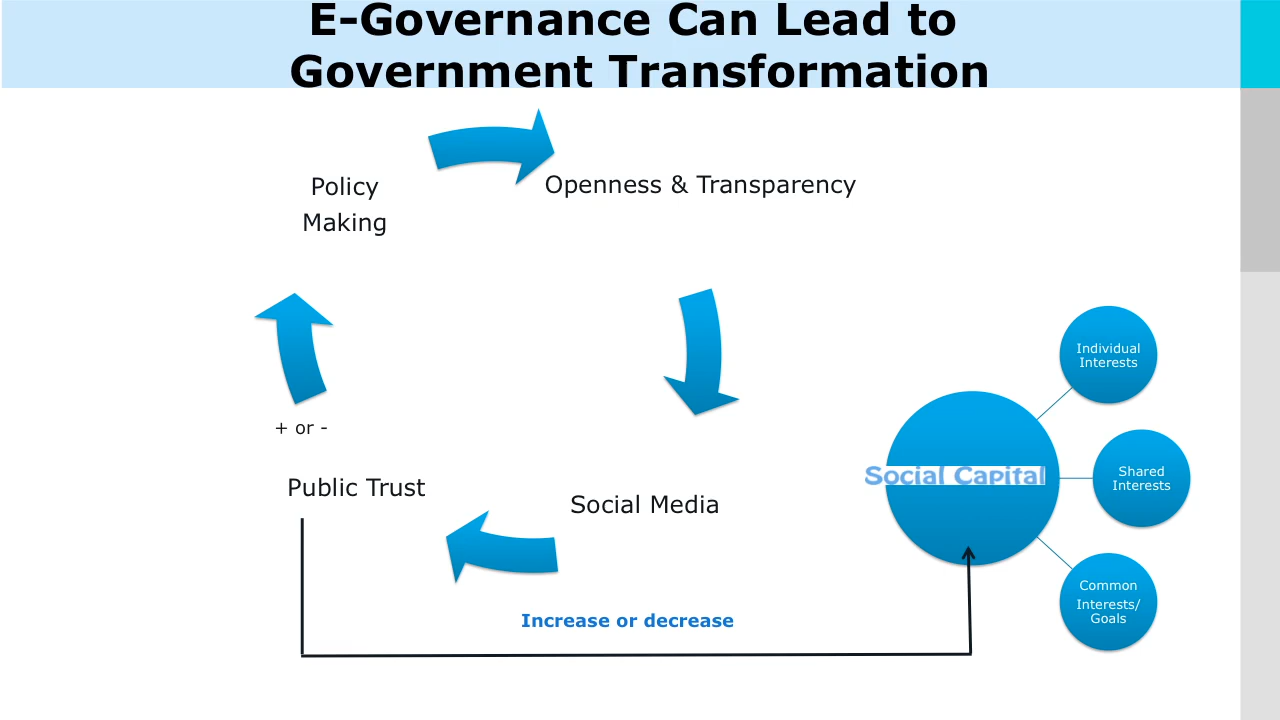 E-Governance Can Lead to
Government Transformation
Policy
Making
Openness & Transparency
+ or -
Public Trust
Social Media
Increase or decrease
Social Capital
Individual
Interests
Shared
Interests
Common
Interests/
Goals